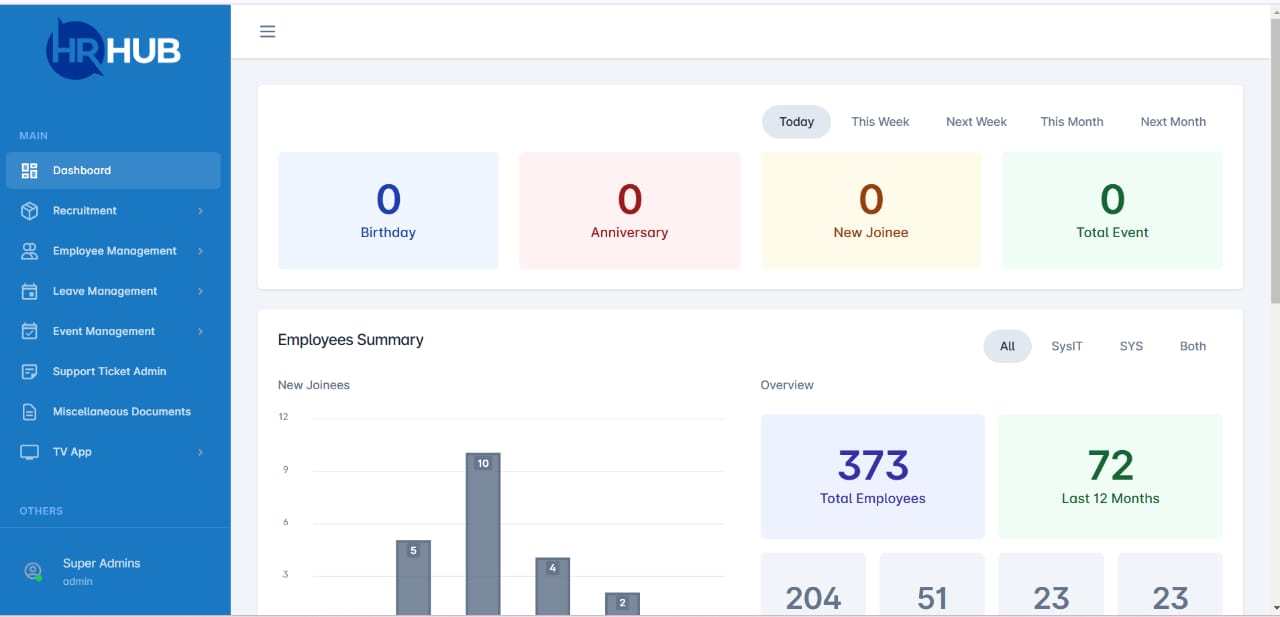 HRHUB
MAIN
Dashboard
Recruitment
Employee Management
Leave Management
Event Management
Support Ticket Admin
Miscellaneous Documents
TV App
OTHERS
Super Admins
admin
Today This Week Next Week This Month Next Month
0 0 0 0
Birthday Anniversary New Joinee Total Event
Employees Summary
All SysIT SYS Both
New Joinees
12
9
6
3
10
5
4
2
Overview
373 72
Total Employees Last 12 Months
204 51 23 23